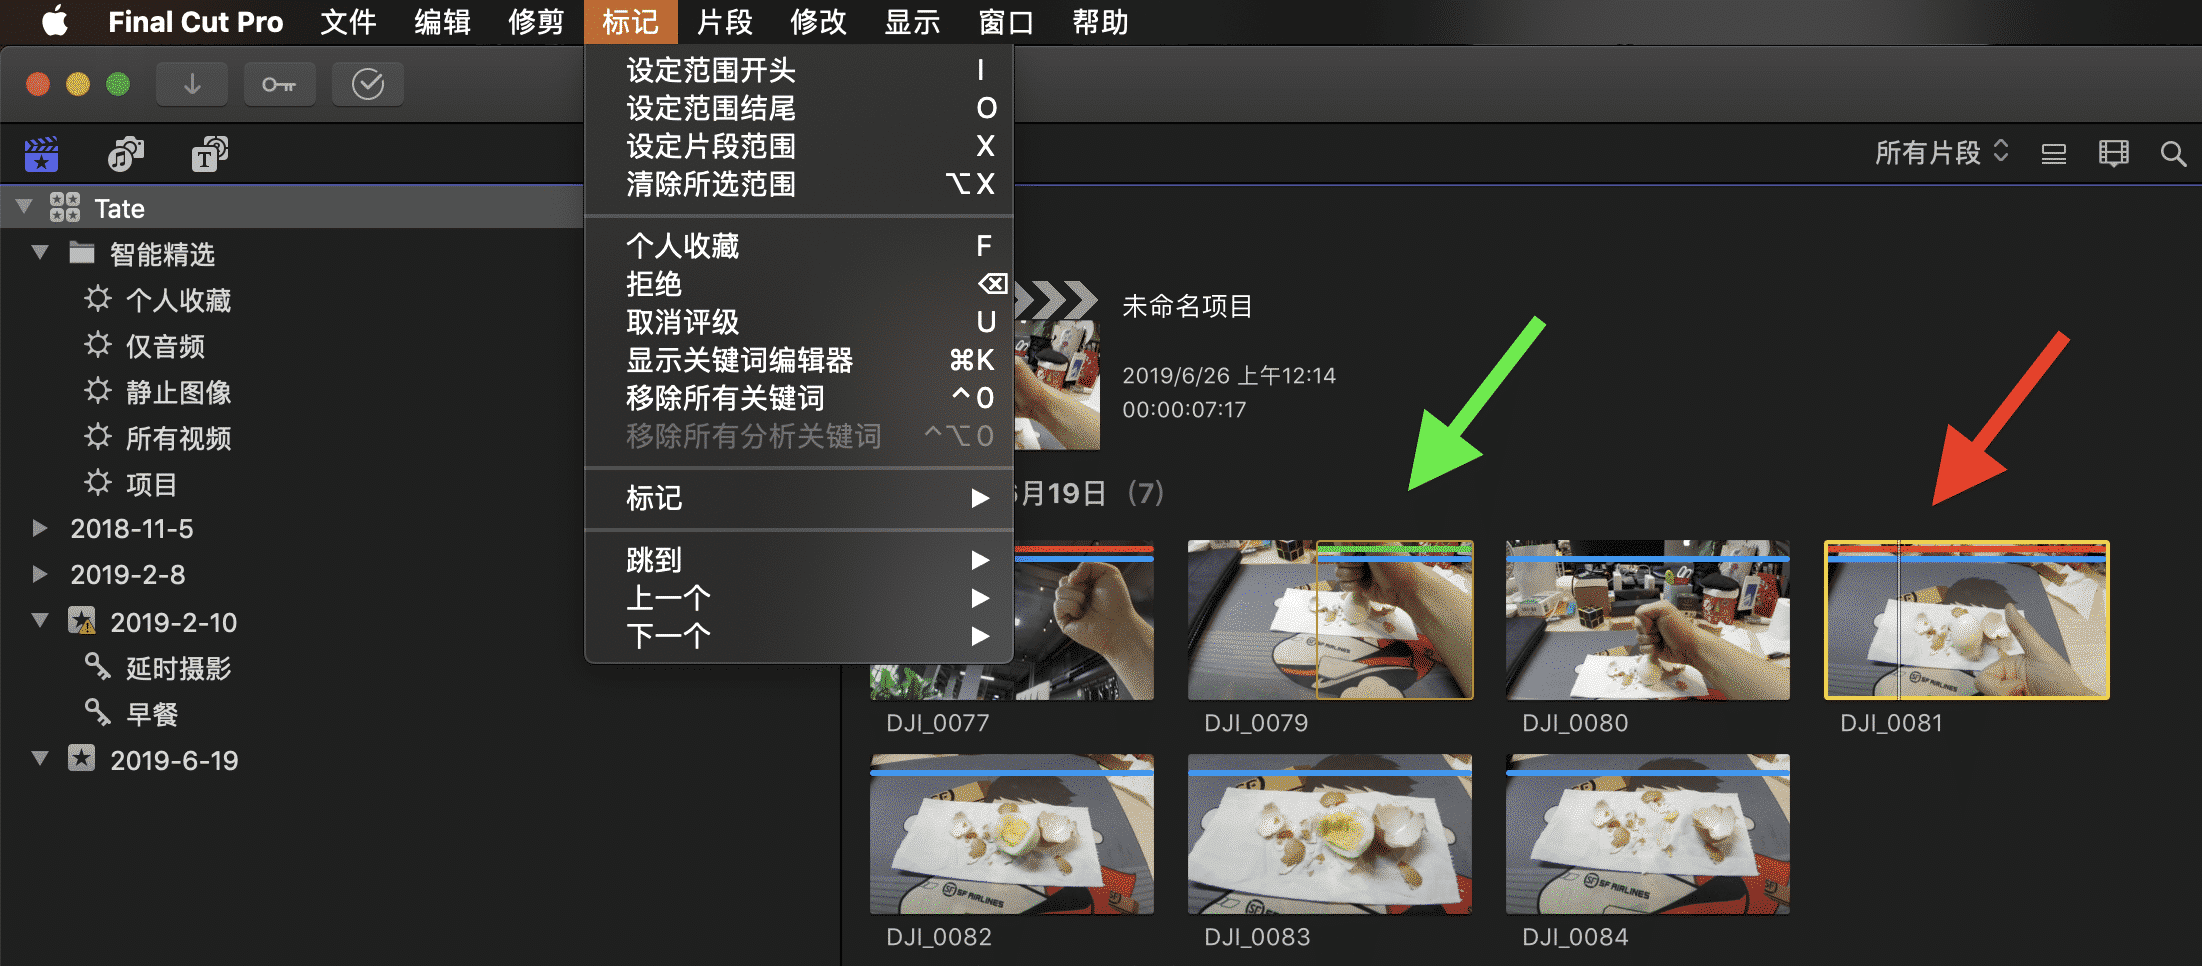 Final Cut Pro 文件 编辑 修剪 标记 片段 修改 显示 窗口 帮助
设定范围开头 I
设定范围结尾 O
设定片段范围 X
清除所选范围 ⌥X
个人收藏 F
拒绝 ⌫
取消评级 U
显示关键词编辑器 ⌘K
移除所有关键词 ^0
移除所有分析关键词 ^⌥0
标记 ▶
跳到 ▶
上一个 ▶
下一个 ▶
所有片段
Tate
智能精选
个人收藏
仅音频
静止图像
所有视频
项目
2018-11-5
2019-2-8
2019-2-10
延时摄影
早餐
2019-6-19
未命名项目
2019/6/26 上午12:14
00:00:07:17
月19日 (7)
DJI_0077
DJI_0079
DJI_0080
DJI_0081
SF AIRLINES
DJI_0082
SF AIRLINES
DJI_0083
SF AIRLINES
DJI_0084